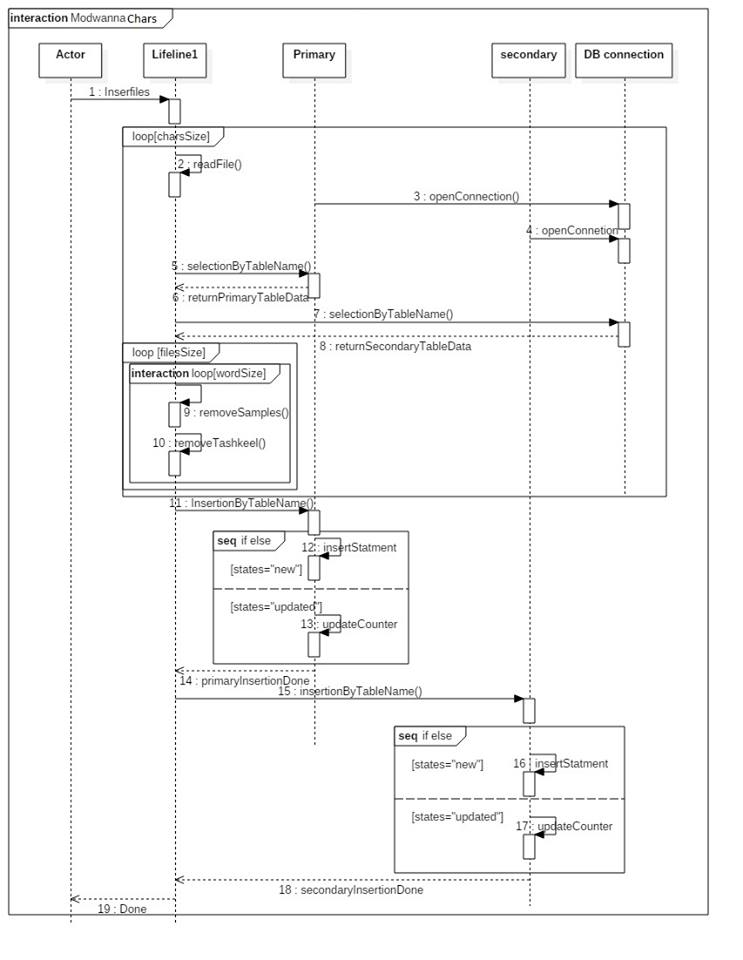 interaction Modwanna Chars
Actor
Lifeline1
Primary
secondary
DB connection
1 : Inserfiles
loop[charsSize]
2 : readFile()
3 : openConnection()
4 : openConnetion
5 : selectionByTableName()
6 : returnPrimaryTableData
7 : selectionByTableName()
8 : returnSecondaryTableData
loop [filesSize]
interaction loop[wordSize]
9 : removeSamples()
10 : removeTashkeel()
11 : InsertionByTableName()
seq if else
12 : insertStatment
[states="new"]
[states="updated"]
13 : updateCounter
14 : primaryInsertionDone
15 : insertionByTableName()
seq if else
[states="new"]
16 : insertStatment
[states="updated"]
17 : updateCounter
18 : secondaryInsertionDone
19 : Done